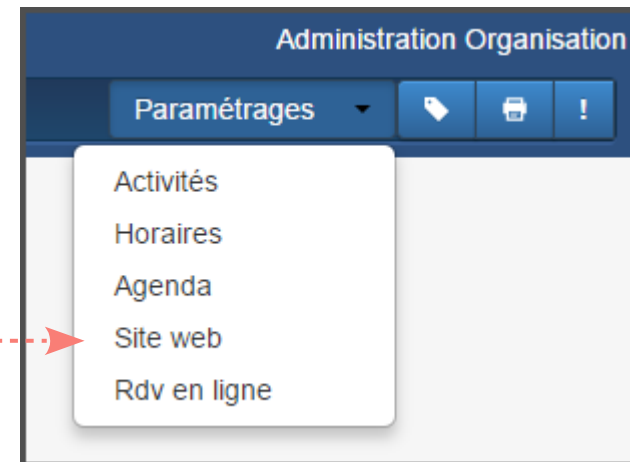 Administration Organisation
Paramétrages !
Activités
Horaires
Agenda
Site web
Rdv en ligne